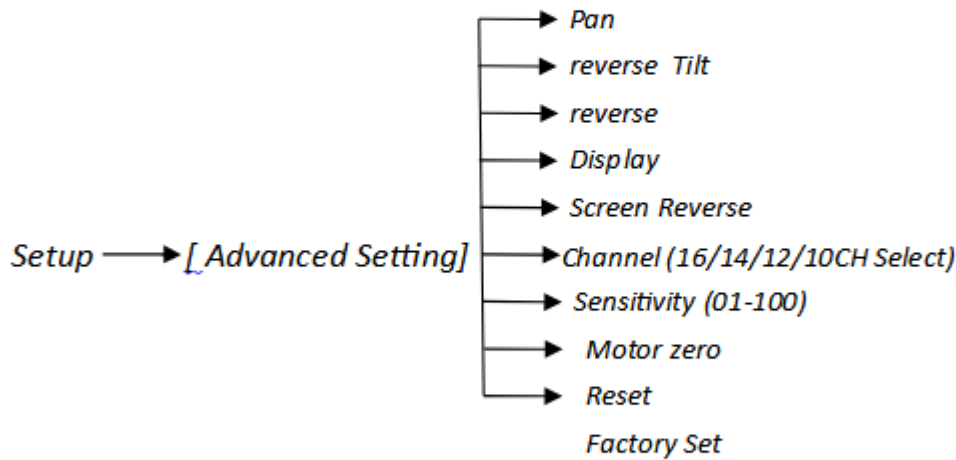 Pan
reverse Tilt
reverse
Display
Screen Reverse
Setup [ Advanced Setting] Channel (16/14/12/10CH Select)
Sensitivity (01-100)
Motor zero
Reset
Factory Set